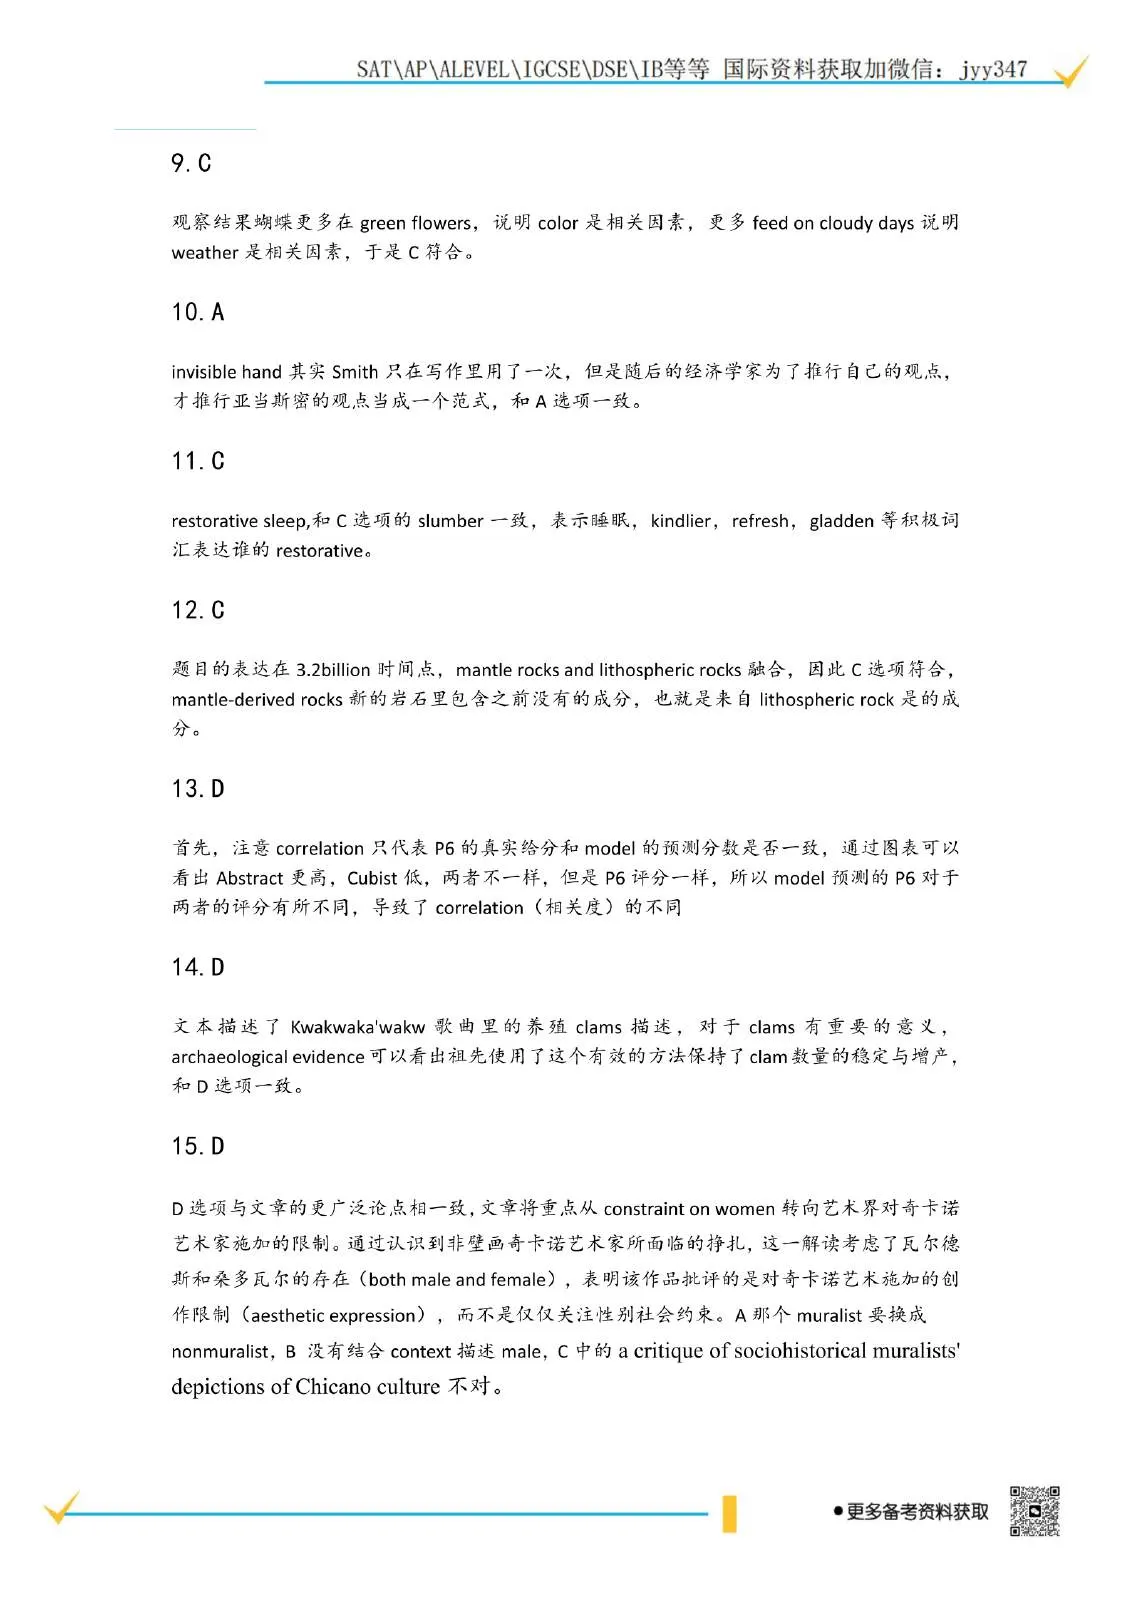 SAT\AP\ALEVEL\IGCSE\DSE\IB等等 国际资料获取加微信：jyy347
9. C
观察结果蝴蝶更多在 green flowers，说明 color 是相关因素，更多 feed on cloudy days 说明
weather 是相关因素，于是 C 符合。
10. A
invisible hand 其实 Smith 只在写作里用了一次，但是随后的经济学家为了推行自己的观点，
才推行亚当斯密的观点当成一个范式，和 A 选项一致。
11. C
restorative sleep,和 C 选项的 slumber 一致，表示睡眠，kindlier，refresh，gladden 等积极词
汇表达谁的 restorative。
12. C
题目的表达在 3.2billion 时间点，mantle rocks and lithospheric rocks 融合，因此 C 选项符合，
mantle-derived rocks 新的岩石里包含之前没有的成分，也就是来自 lithospheric rock 是的成
分。
13. D
首先，注意 correlation 只代表 P6 的真实给分和 model 的预测分数是否一致，通过图表可以
看出 Abstract 更高，Cubist 低，两者不一样，但是 P6 评分一样，所以 model 预测的 P6 对于
两者的评分有所不同，导致了 correlation（相关度）的不同
14. D
文本描述了 Kwakwaka'wakw 歌曲里的养殖 clams 描述，对于 clams 有重要的意义，
archaeological evidence 可以看出祖先使用了这个有效的方法保持了 clam 数量的稳定与增产，
和 D 选项一致。
15. D
D 选项与文章的更广泛论点相一致,文章将重点从 constraint on women 转向艺术界对奇卡诺
艺术家施加的限制。通过认识到非壁画奇卡诺艺术家所面临的挣扎，这一解读考虑了瓦尔德
斯和桑多瓦尔的存在（both male and female），表明该作品批评的是对奇卡诺艺术施加的创
作限制（aesthetic expression），而不是仅仅关注性别社会约束。A 那个 muralist 要换成
nonmuralist，B 没有结合 context 描述 male，C 中的 a critique of sociohistorical muralists'
depictions of Chicano culture 不对。
●更多备考资料获取